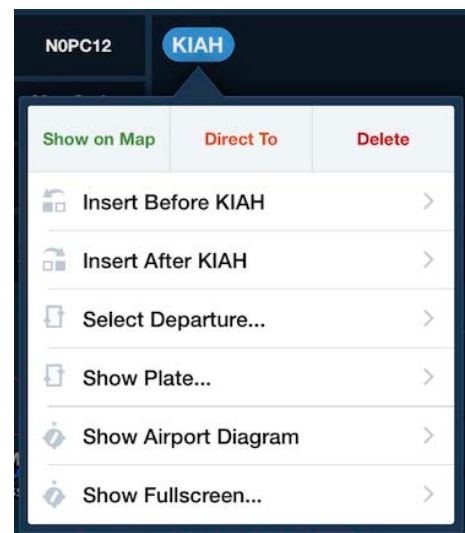 N0PC12
KIAH
Show on Map
Direct To
Delete
Insert Before KIAH
Insert After KIAH
Select Departure...
Show Plate...
Show Airport Diagram
Show Fullscreen...